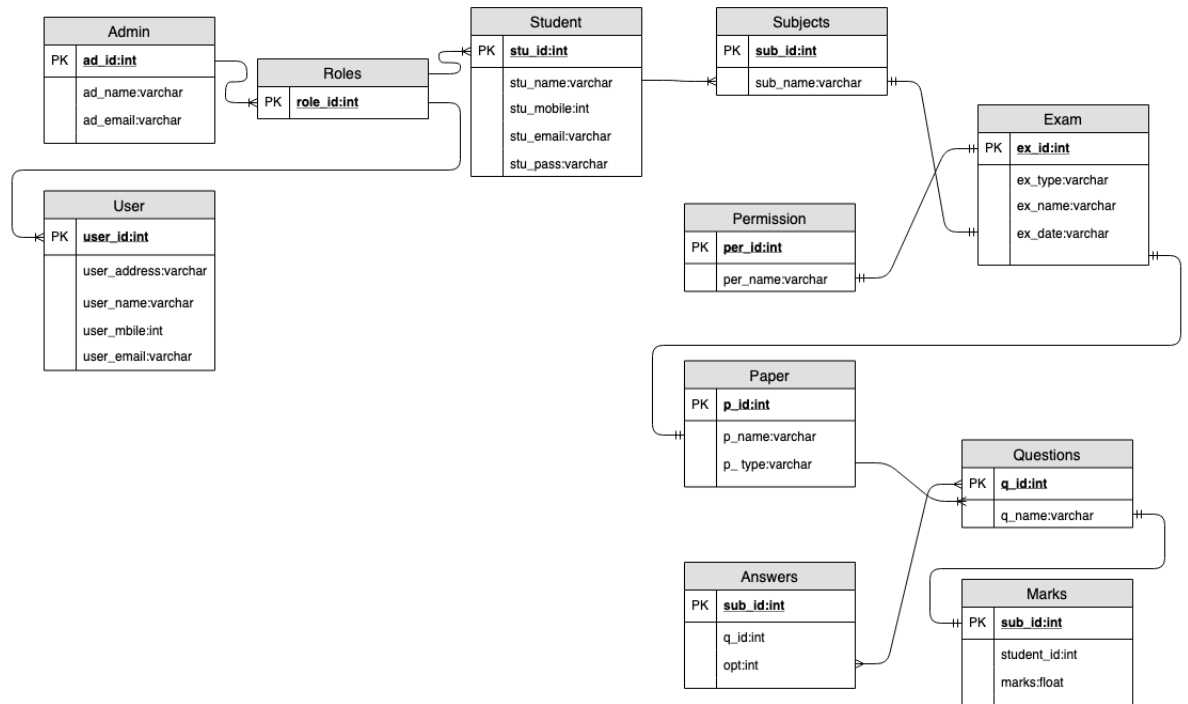 Admin
PK ad_id:int
ad_name:varchar
ad_email:varchar
Roles
PK role_id:int
Student
PK stu_id:int
stu_name:varchar
stu_mobile:int
stu_email:varchar
stu_pass:varchar
Subjects
PK sub_id:int
sub_name:varchar
Exam
PK ex_id:int
ex_type:varchar
ex_name:varchar
ex_date:varchar
User
PK user_id:int
user_address:varchar
user_name:varchar
user_mbile:int
user_email:varchar
Permission
PK per_id:int
per_name:varchar
Paper
PK p_id:int
p_name:varchar
p_ type:varchar
Questions
PK q_id:int
q_name:varchar
Answers
PK sub_id:int
q_id:int
opt:int
Marks
PK sub_id:int
student_id:int
marks:float